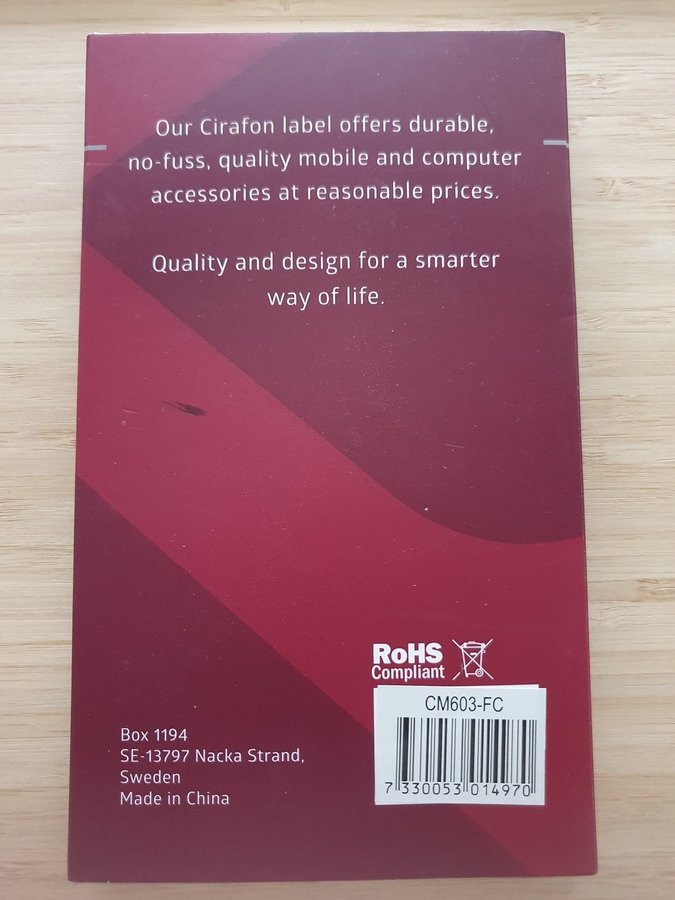 Our Cirafon label offers durable,
no-fuss, quality mobile and computer
accessories at reasonable prices.
Quality and design for a smarter
way of life.
RoHS
Compliant
CM603-FC
Box 1194
SE-13797 Nacka Strand,
Sweden
Made in China
7 330053 014970